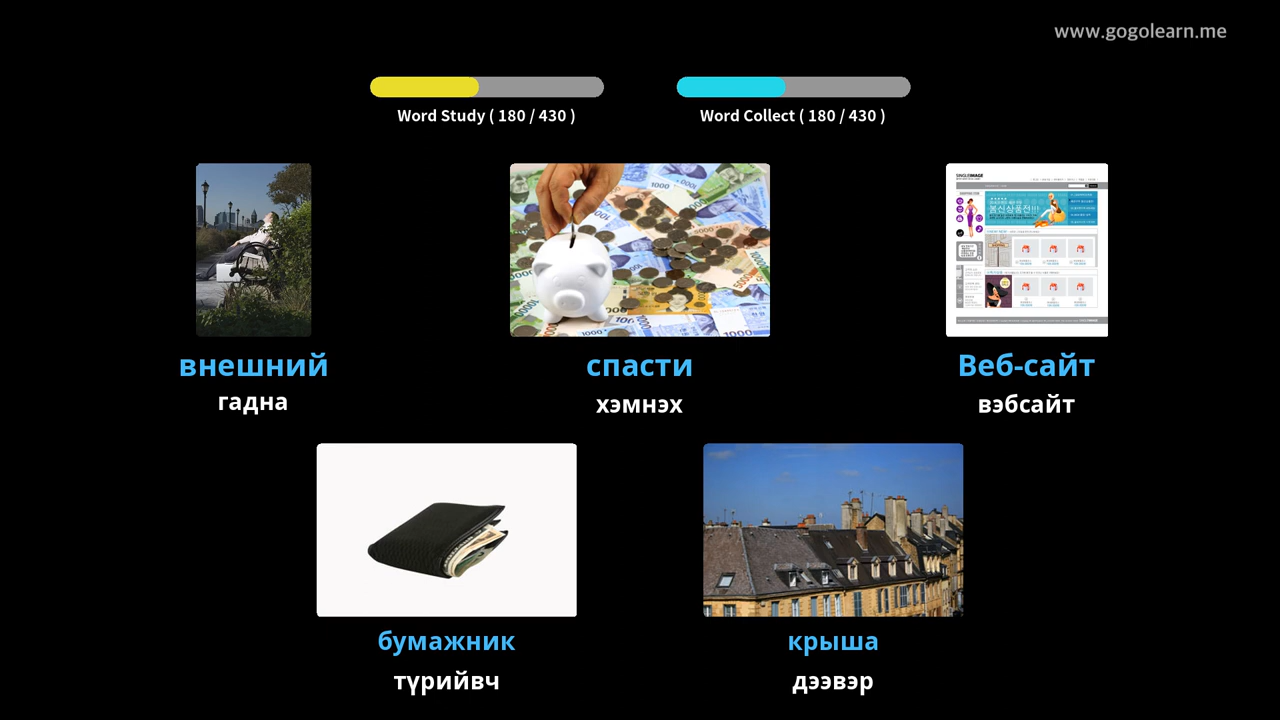 www.gogolearn.me
Word Study ( 180 / 430 )
Word Collect ( 180 / 430 )
внешний
гадна
спасти
хэмнэх
Веб-сайт
вэбсайт
бумажник
түрийвч
крыша
дээвэр